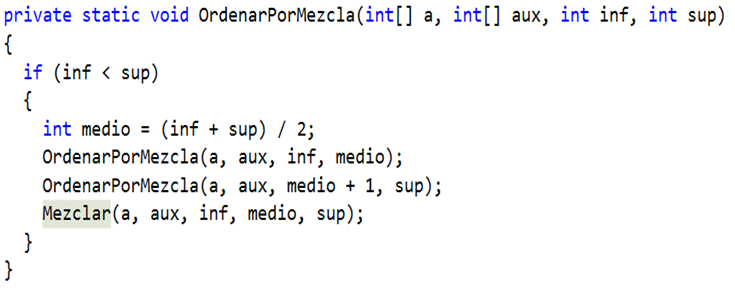 private static void OrdenarPorMezcla(int[] a, int[] aux, int inf, int sup)
{
if (inf < sup)
{
int medio = (inf + sup) / 2;
OrdenarPorMezcla(a, aux, inf, medio);
OrdenarPorMezcla(a, aux, medio + 1, sup);
Mezclar(a, aux, inf, medio, sup);
}
}